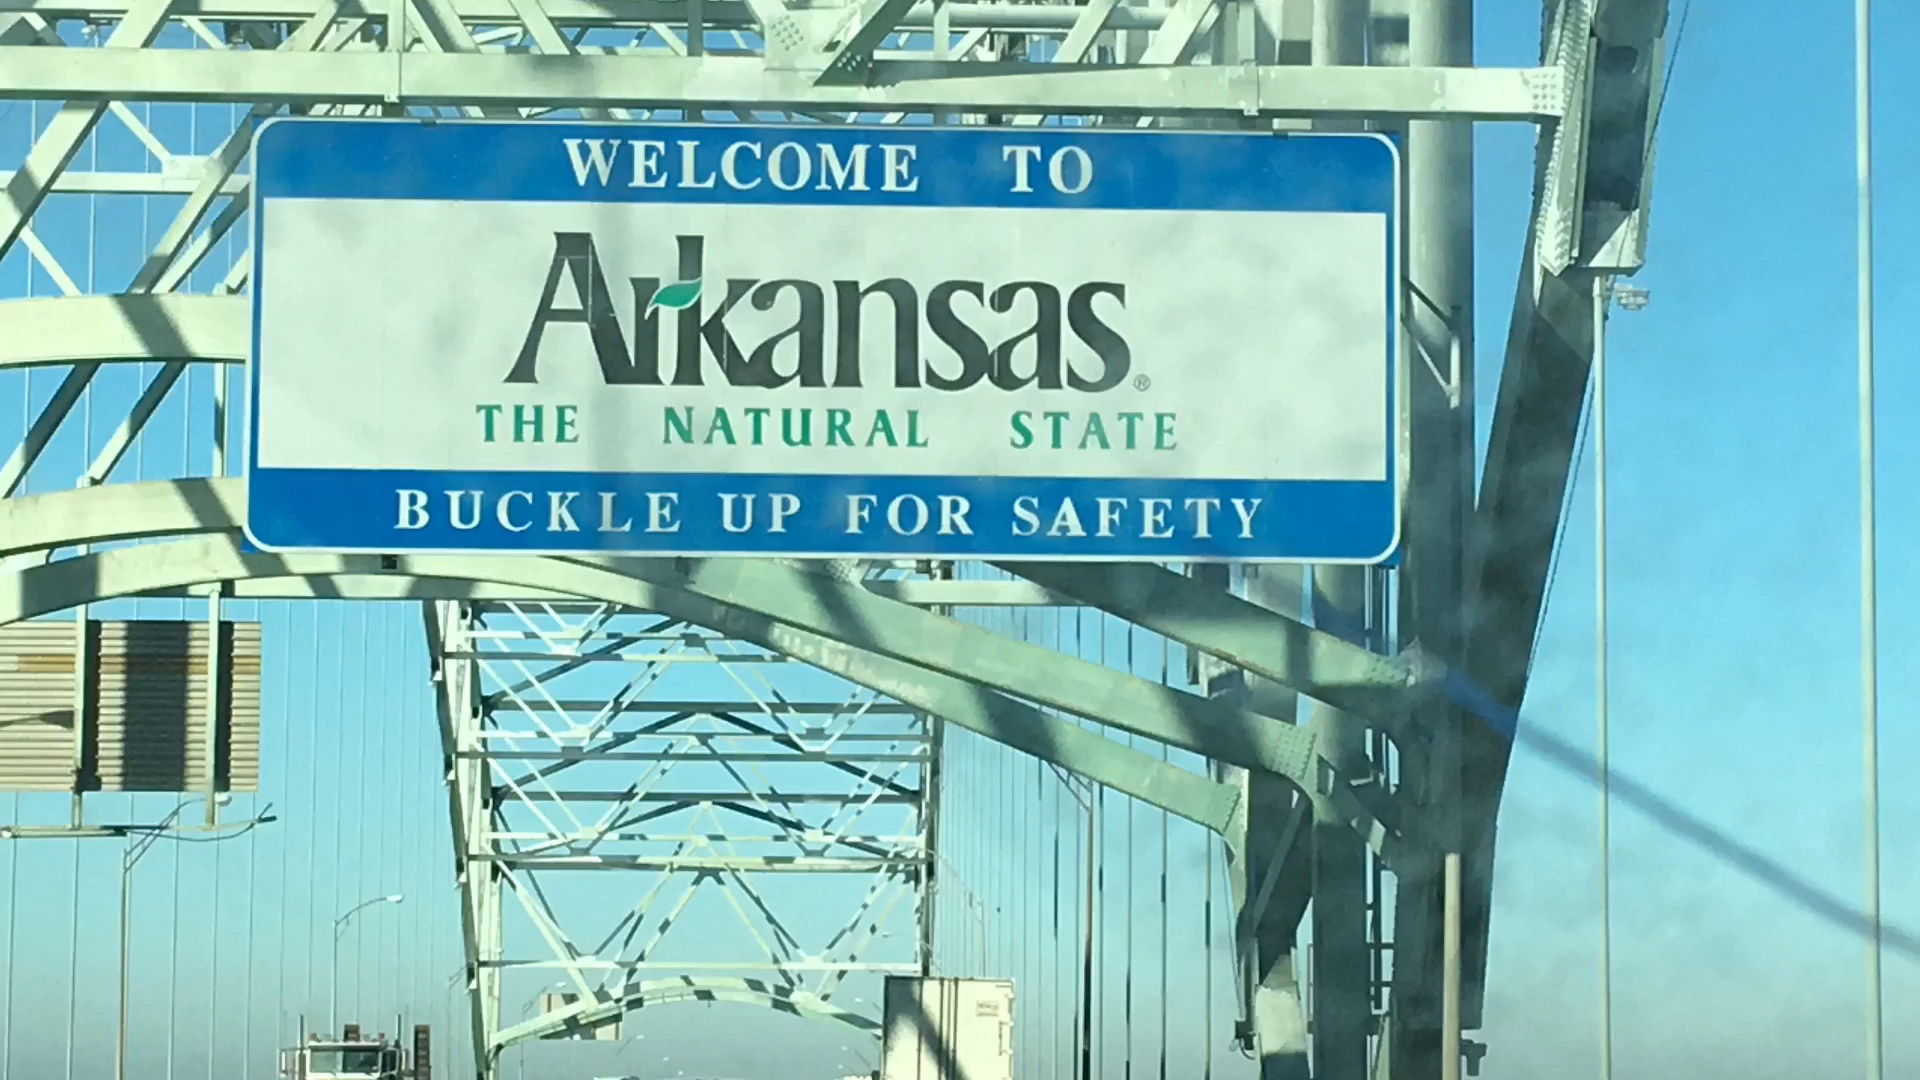 WELCOME TO
Arkansas®
THE NATURAL STATE
BUCKLE UP FOR SAFETY